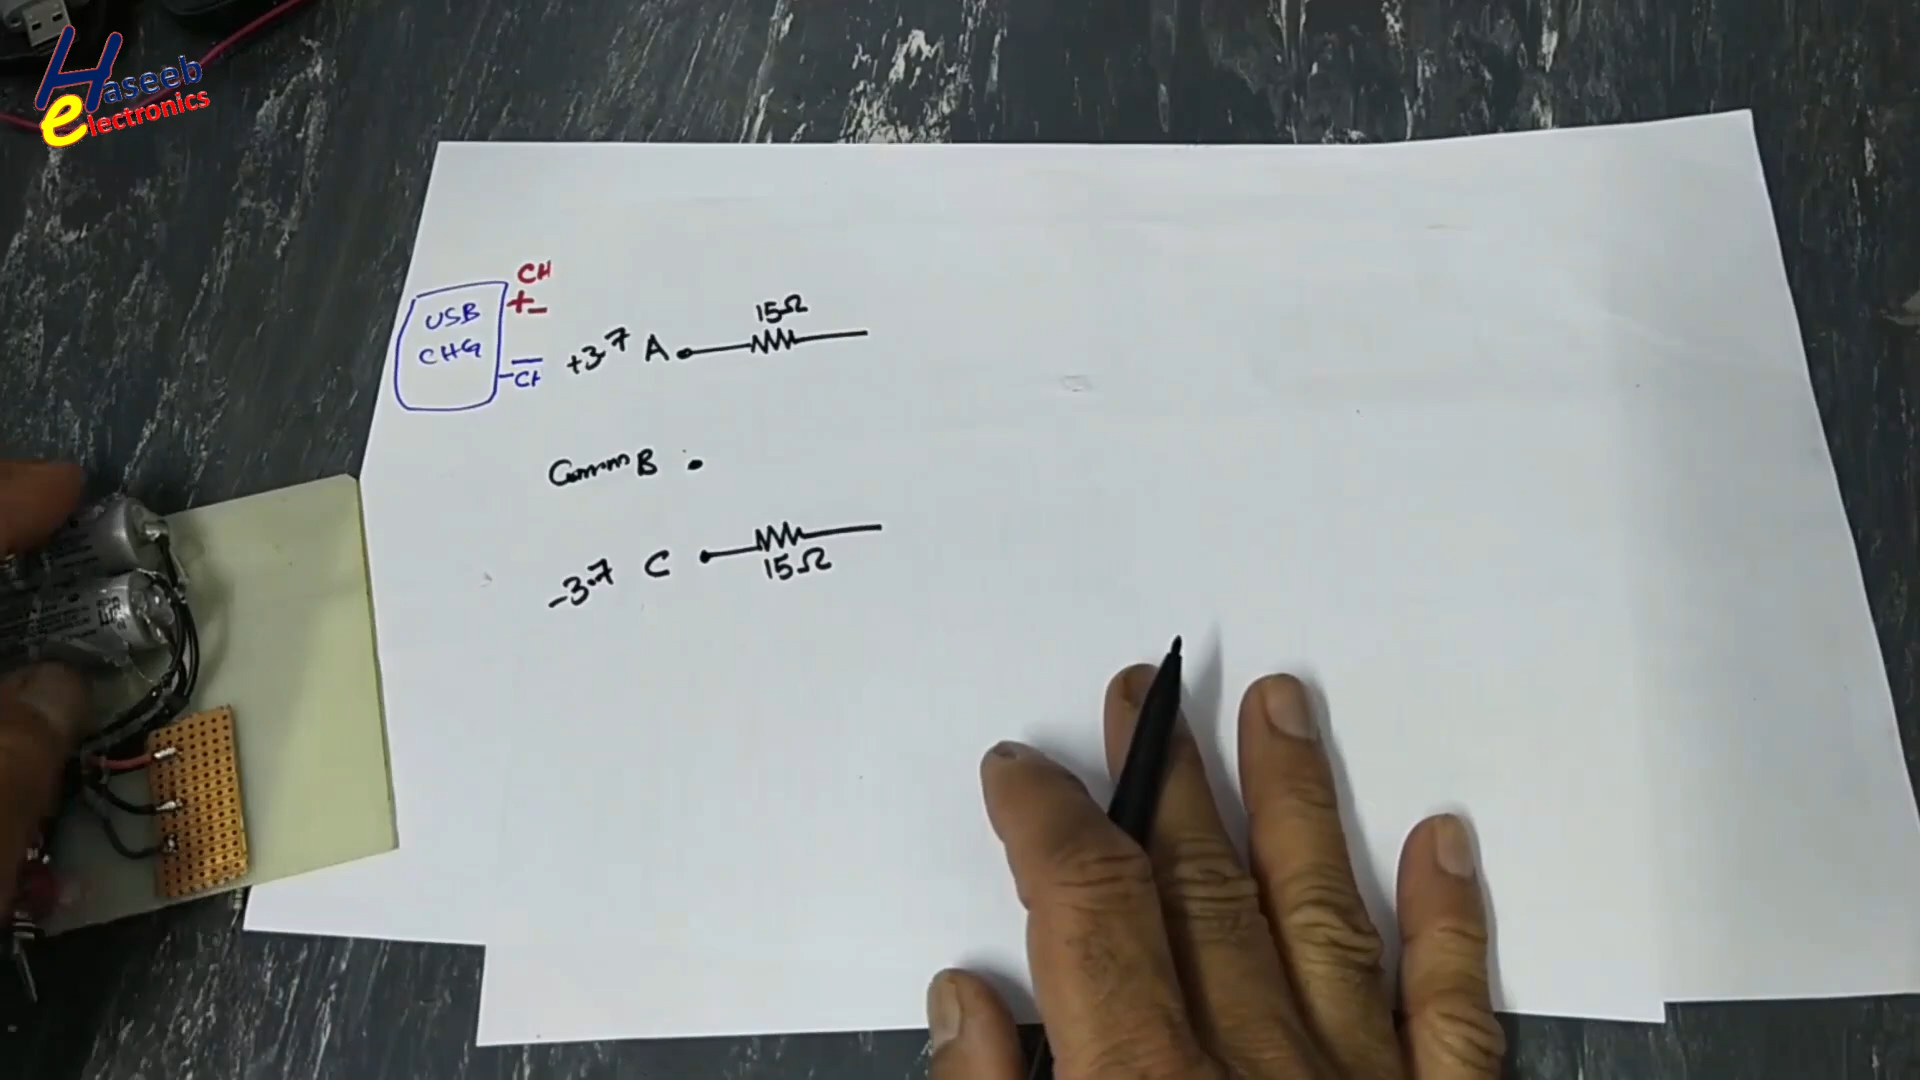 Haseeb
electronics
CH
+-
USB
CHG
-
-CH
+3.7 A
15Ω
Comm B
-3.7 C
15Ω